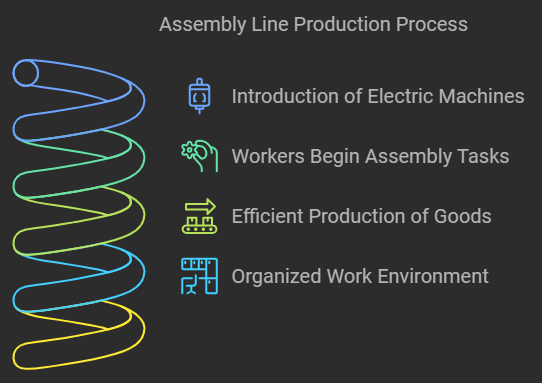 Assembly Line Production Process
Introduction of Electric Machines
Workers Begin Assembly Tasks
Efficient Production of Goods
Organized Work Environment